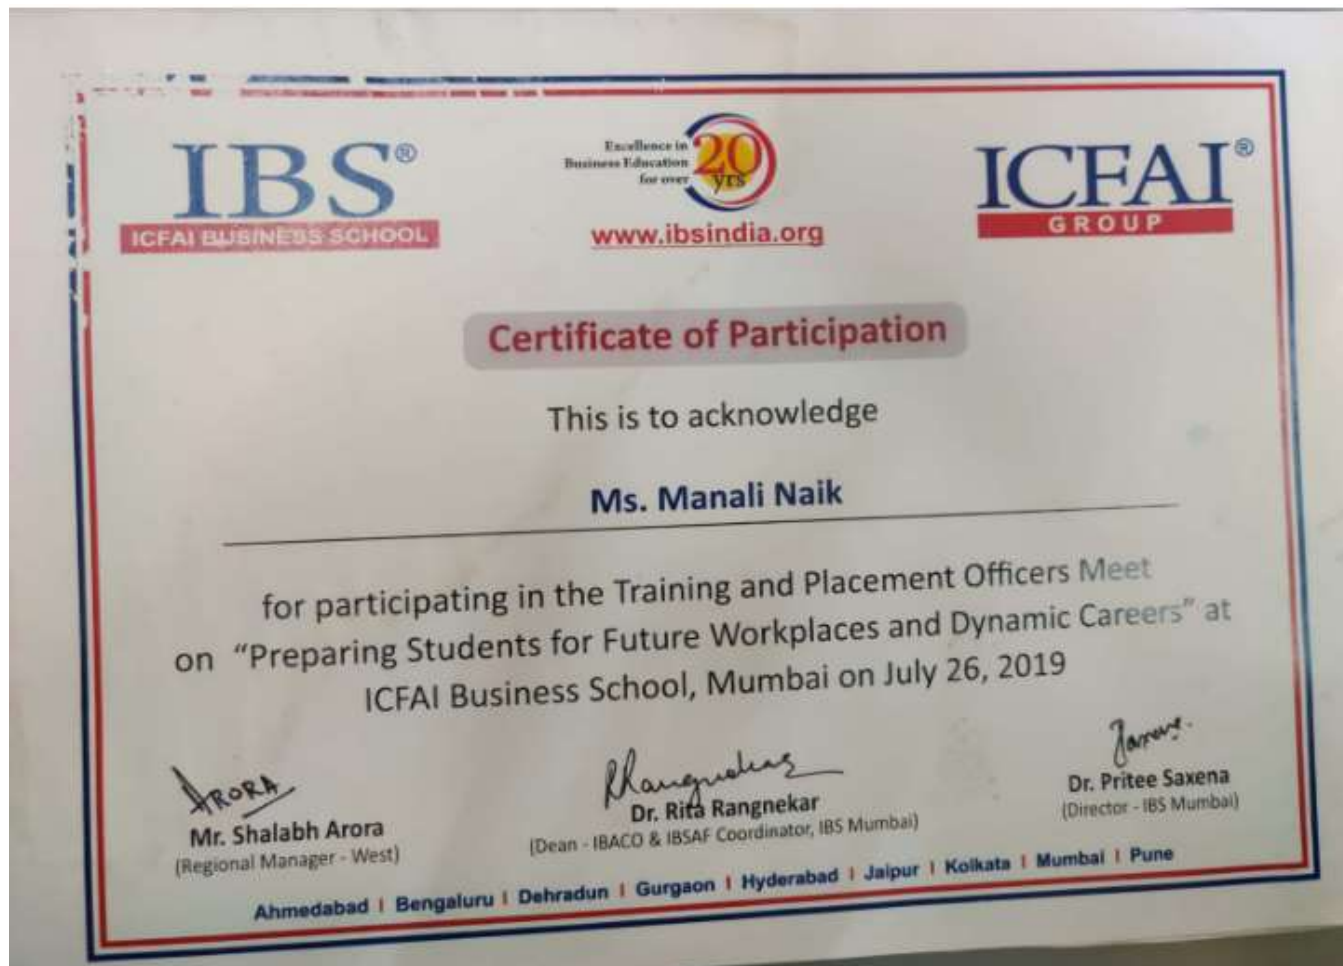 IBS®
ICFAI BUSINESS SCHOOL
Excellence in
Business Education
for over
20
yrs
www.ibsindia.org
ICFAI®
GROUP
Certificate of Participation
This is to acknowledge
Ms. Manali Naik
for participating in the Training and Placement Officers Meet
on “Preparing Students for Future Workplaces and Dynamic Careers” at
ICFAI Business School, Mumbai on July 26, 2019
ARORA
Mr. Shalabh Arora
(Regional Manager - West)
Dr. Rita Rangnekar
(Dean - IBACO & IBSAF Coordinator, IBS Mumbai)
Dr. Pritee Saxena
(Director - IBS Mumbai)
Ahmedabad | Bengaluru | Dehradun | Gurgaon | Hyderabad | Jaipur | Kolkata | Mumbai | Pune